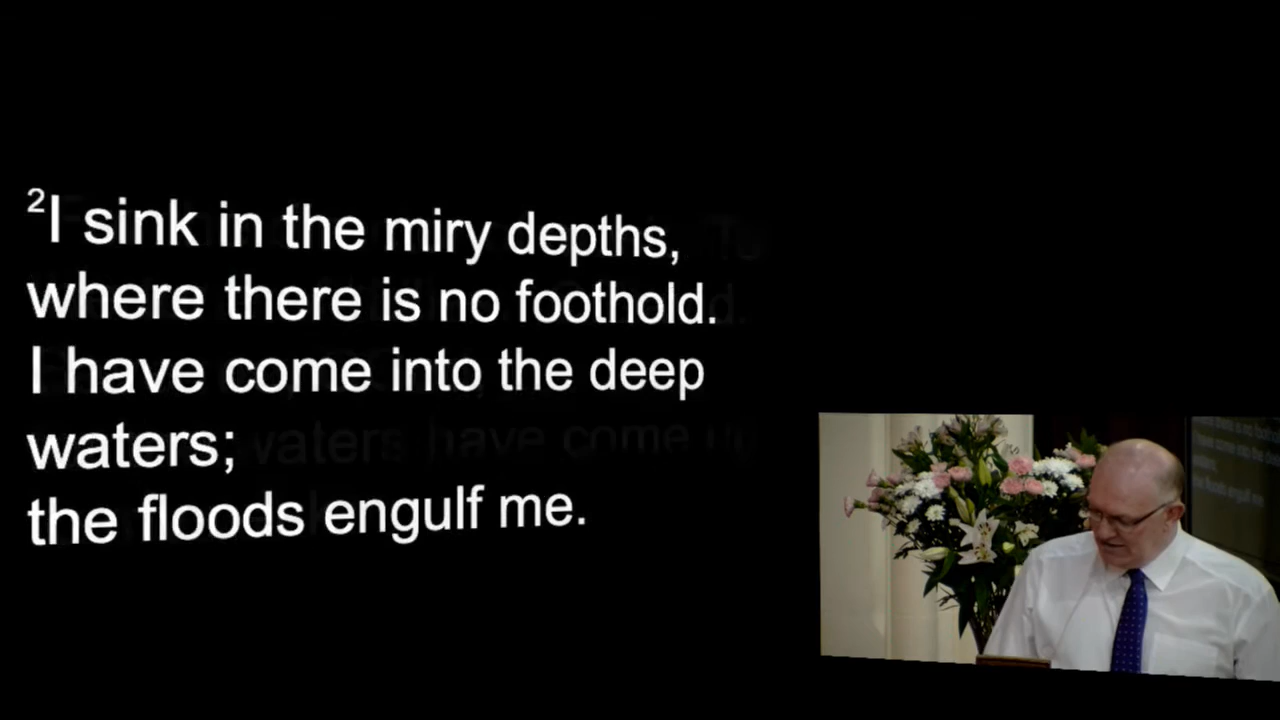 ²I sink in the miry depths,
where there is no foothold.
I have come into the deep
waters;
the floods engulf me.